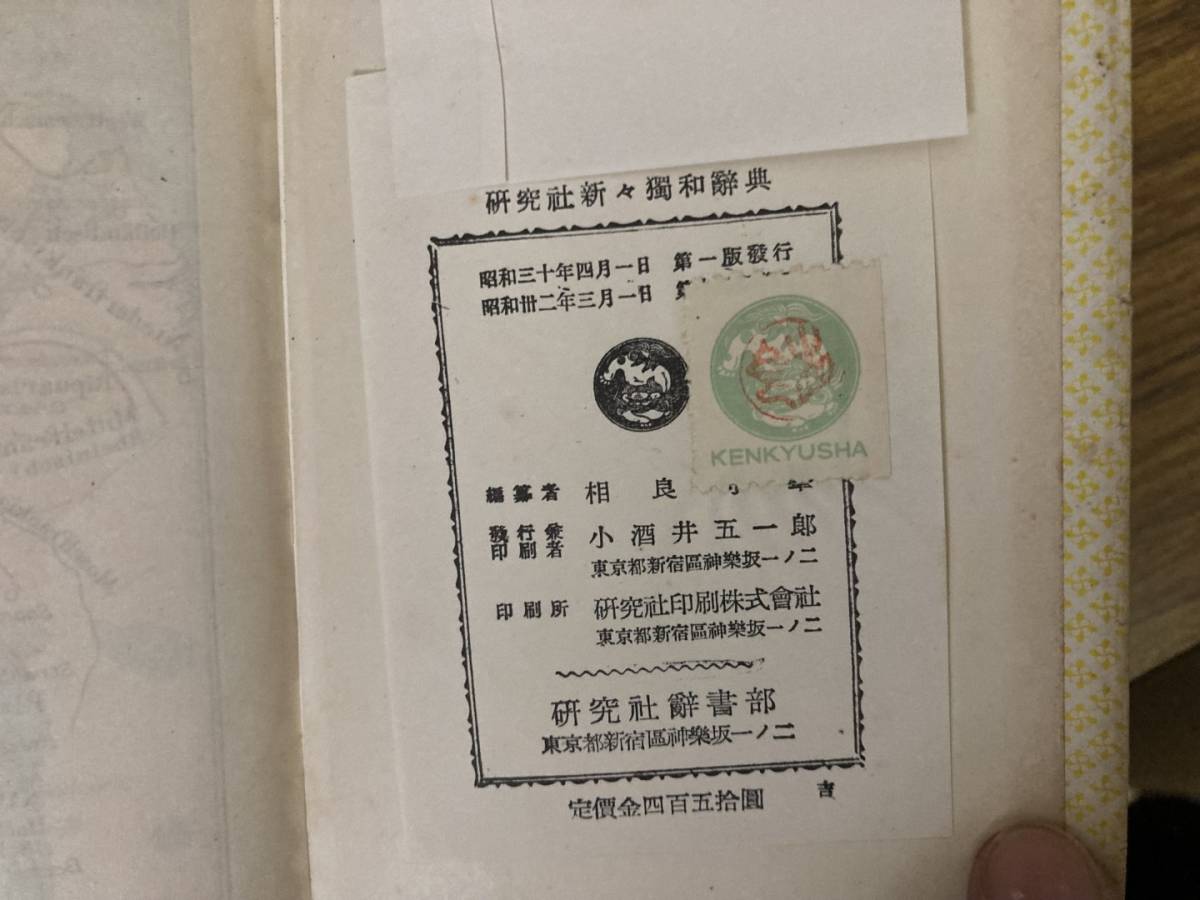 研究社新々獨和辭典
昭和三十年四月一日　第一版發行
昭和卅二年三月一日　第
KENKYUSHA
編纂者　相良
發行兼
印刷者　小酒井五一郎
東京都新宿區神樂坂一ノ二
印刷所　研究社印刷株式會社
東京都新宿區神樂坂一ノ二
研究社辭書部
東京都新宿區神樂坂一ノ二
定價金四百五拾圓　吉